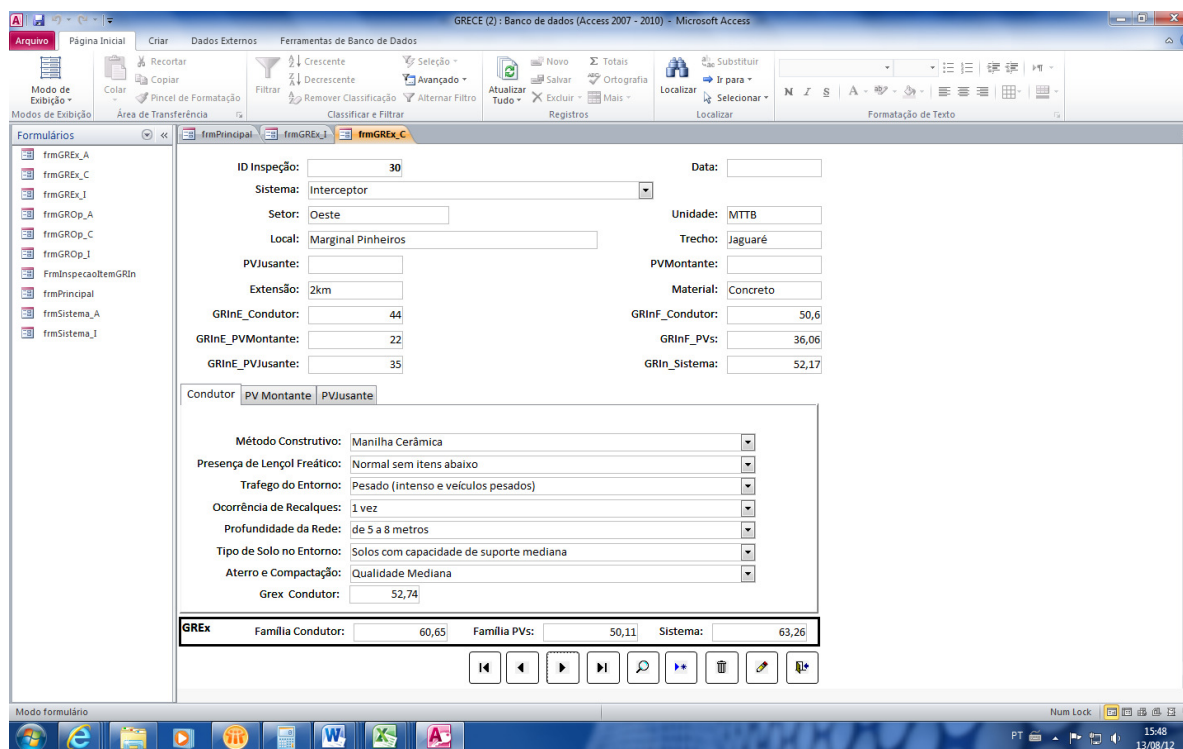 GRECE (2) : Banco de dados (Access 2007 - 2010) - Microsoft Access
Arquivo Página Inicial Criar Dados Externos Ferramentas de Banco de Dados
Modo de Exibição
Modos de Exibição
Colar
Recortar
Copiar
Pincel de Formatação
Área de Transferência
Filtrar
Crescente
Decrescente
Remover Classificação
Seleção
Avançado
Alternar Filtro
Classificar e Filtrar
Atualizar Tudo
Novo
Salvar
Excluir
Σ Totais
Ortografia
Mais
Registros
Localizar
Substituir
Ir para
Selecionar
Localizar
N I S A
Formatação de Texto
Formulários
frmGREx_A
frmGREx_C
frmGREx_I
frmGROp_A
frmGROp_C
frmGROp_I
FrmInspecaoItemGRIn
frmPrincipal
frmSistema_A
frmSistema_I
frmPrincipal frmGREx_I frmGREx_C
ID Inspeção: 30 Data:
Sistema: Interceptor
Setor: Oeste Unidade: MTTB
Local: Marginal Pinheiros Trecho: Jaguaré
PVJusante: PVMontante:
Extensão: 2km Material: Concreto
GRInE_Condutor: 44 GRInF_Condutor: 50,6
GRInE_PVMontante: 22 GRInF_PVs: 36,06
GRInE_PVJusante: 35 GRIn_Sistema: 52,17
Condutor PV Montante PVJusante
Método Construtivo: Manilha Cerâmica
Presença de Lençol Freático: Normal sem itens abaixo
Trafego do Entorno: Pesado (intenso e veículos pesados)
Ocorrência de Recalques: 1 vez
Profundidade da Rede: de 5 a 8 metros
Tipo de Solo no Entorno: Solos com capacidade de suporte mediana
Aterro e Compactação: Qualidade Mediana
Grex Condutor: 52,74
GREx Família Condutor: 60,65 Família PVs: 50,11 Sistema: 63,26
Modo formulário Num Lock
PT 15:48
13/08/12